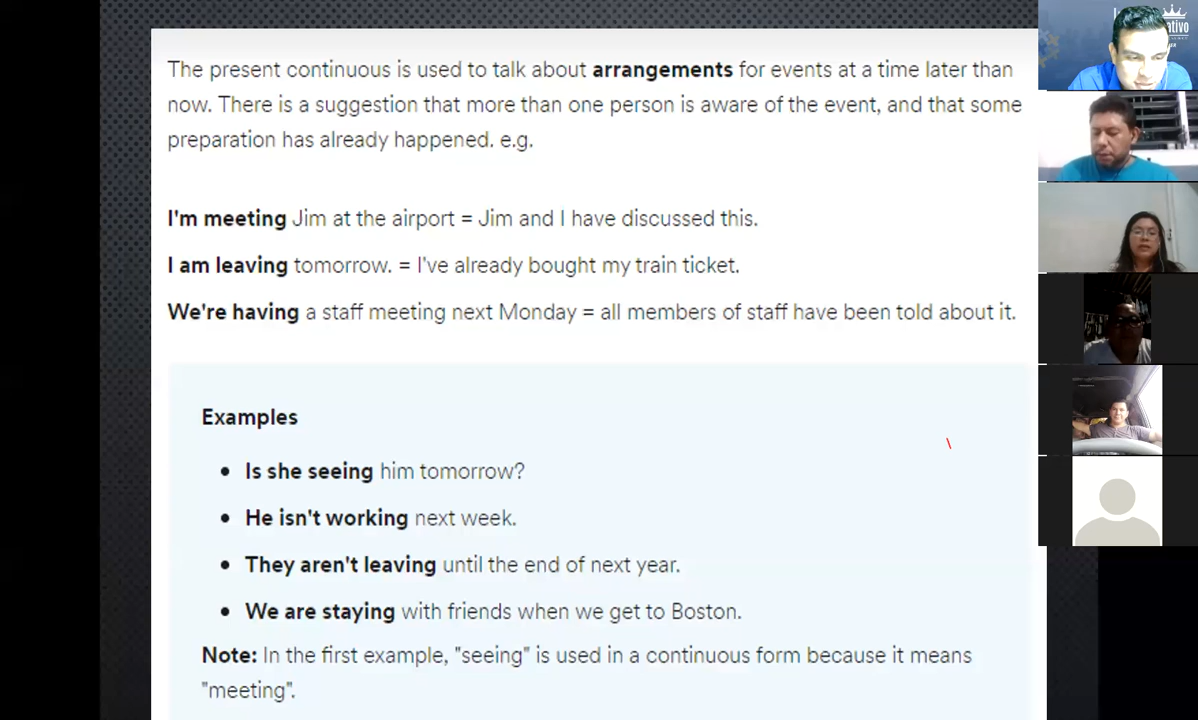 The present continuous is used to talk about arrangements for events at a time later than
now. There is a suggestion that more than one person is aware of the event, and that some
preparation has already happened. e.g.
I'm meeting Jim at the airport = Jim and I have discussed this.
I am leaving tomorrow. = I've already bought my train ticket.
We're having a staff meeting next Monday = all members of staff have been told about it.
Examples
• Is she seeing him tomorrow?
• He isn't working next week.
• They aren't leaving until the end of next year.
• We are staying with friends when we get to Boston.
Note: In the first example, "seeing" is used in a continuous form because it means
"meeting".